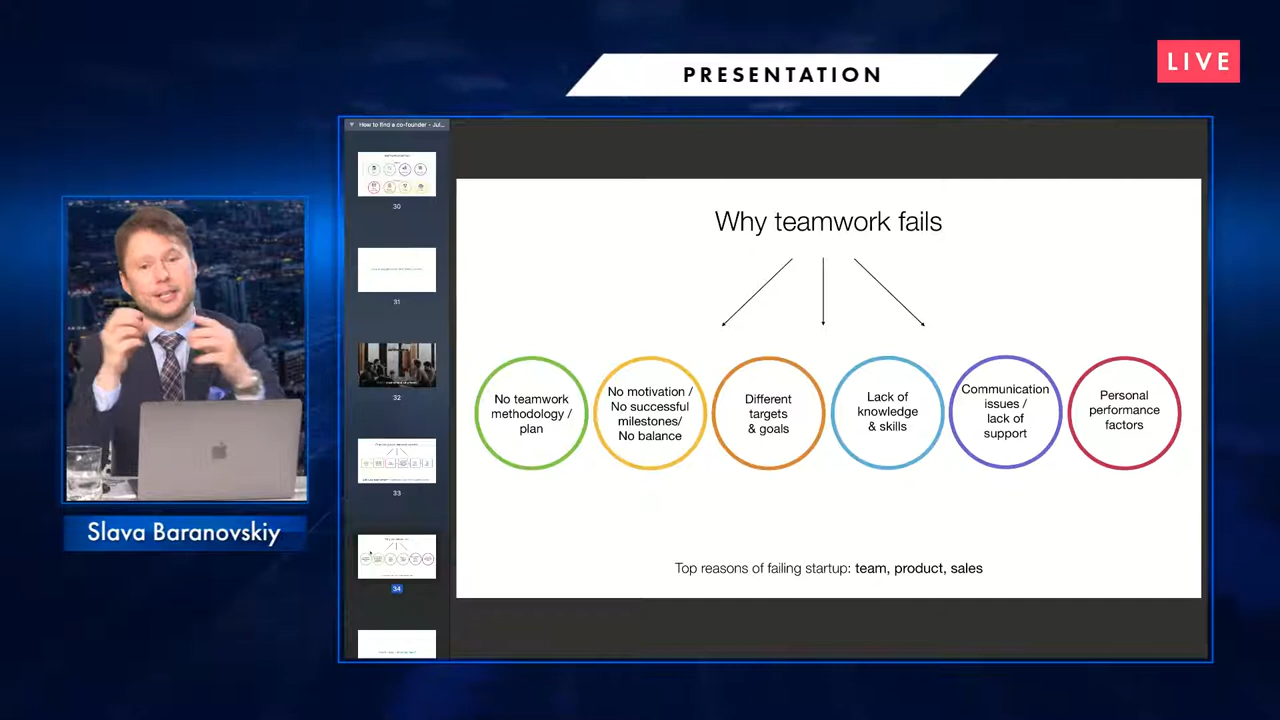 PRESENTATION
LIVE
How to find a co-founder - Jul...
30
31
32
33
34
Why teamwork fails
No teamwork
methodology /
plan
No motivation /
No successful
milestones/
No balance
Different
targets
& goals
Lack of
knowledge
& skills
Communication
issues /
lack of
support
Personal
performance
factors
Top reasons of failing startup: team, product, sales
Slava Baranovskiy